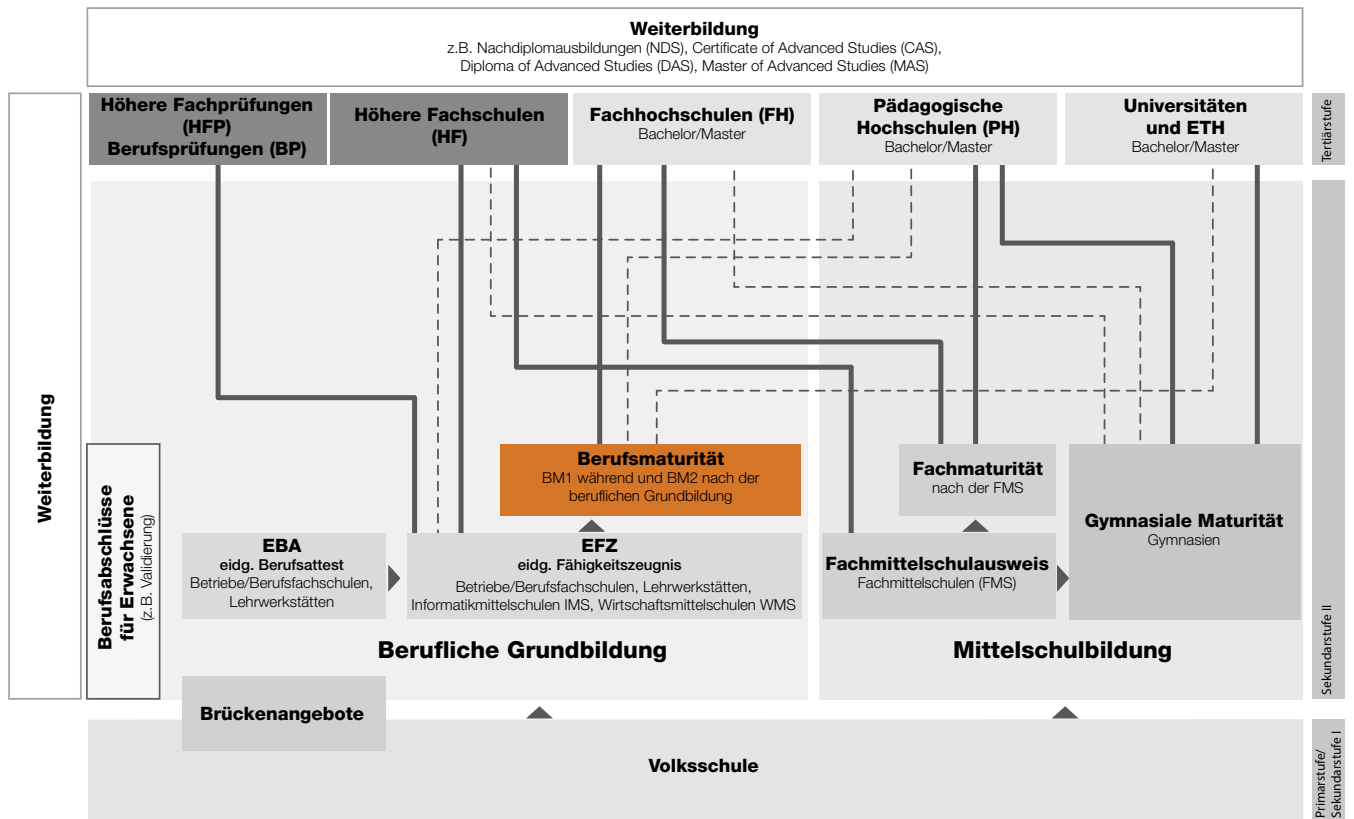 Weiterbildung
z.B. Nachdiplomausbildungen (NDS), Certificate of Advanced Studies (CAS),
Diploma of Advanced Studies (DAS), Master of Advanced Studies (MAS)
Höhere Fachprüfungen
(HFP)
Berufsprüfungen (BP)
Höhere Fachschulen
(HF)
Fachhochschulen (FH)
Bachelor/Master
Pädagogische
Hochschulen (PH)
Bachelor/Master
Universitäten
und ETH
Bachelor/Master
Tertiärstufe
Weiterbildung
Berufsabschlüsse
für Erwachsene
(z.B. Validierung)
Berufsmaturität
BM1 während und BM2 nach der
beruflichen Grundbildung
Fachmaturität
nach der FMS
Gymnasiale Maturität
Gymnasien
EBA
eidg. Berufsattest
Betriebe/Berufsfachschulen,
Lehrwerkstätten
EFZ
eidg. Fähigkeitszeugnis
Betriebe/Berufsfachschulen, Lehrwerkstätten,
Informatikmittelschulen IMS, Wirtschaftsmittelschulen WMS
Fachmittelschulausweis
Fachmittelschulen (FMS)
Berufliche Grundbildung
Mittelschulbildung
Sekundarstufe II
Brückenangebote
Volksschule
Primarstufe/
Sekundarstufe I